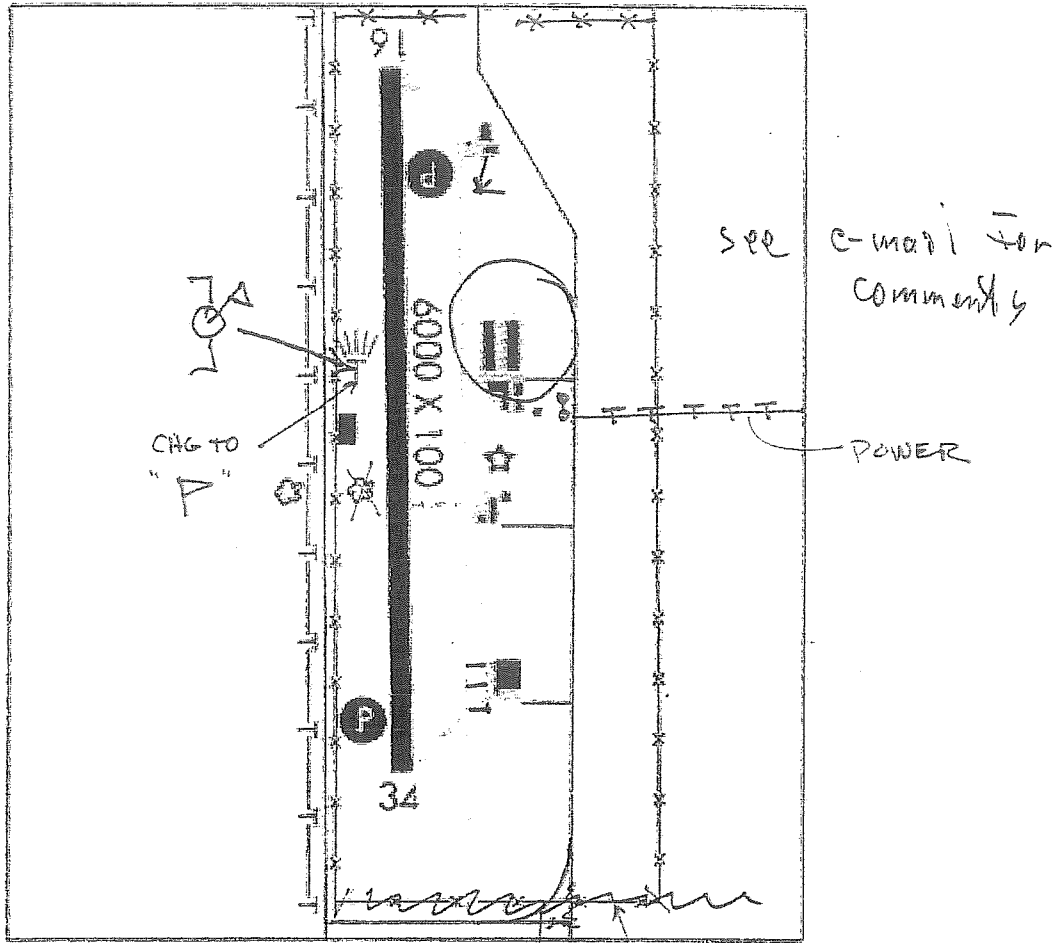 16
P
see e-mail for
comments
6000 X 100
CHG TO
"P"
POWER
P
34